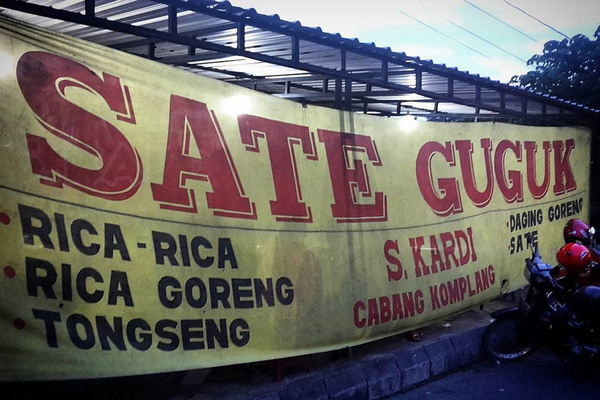 SATE GUGUK
RICA-RICA
RICA GORENG
TONGSENG
S. KARDI
CABANG KOMPLANG
DAGING GORENG
SATE